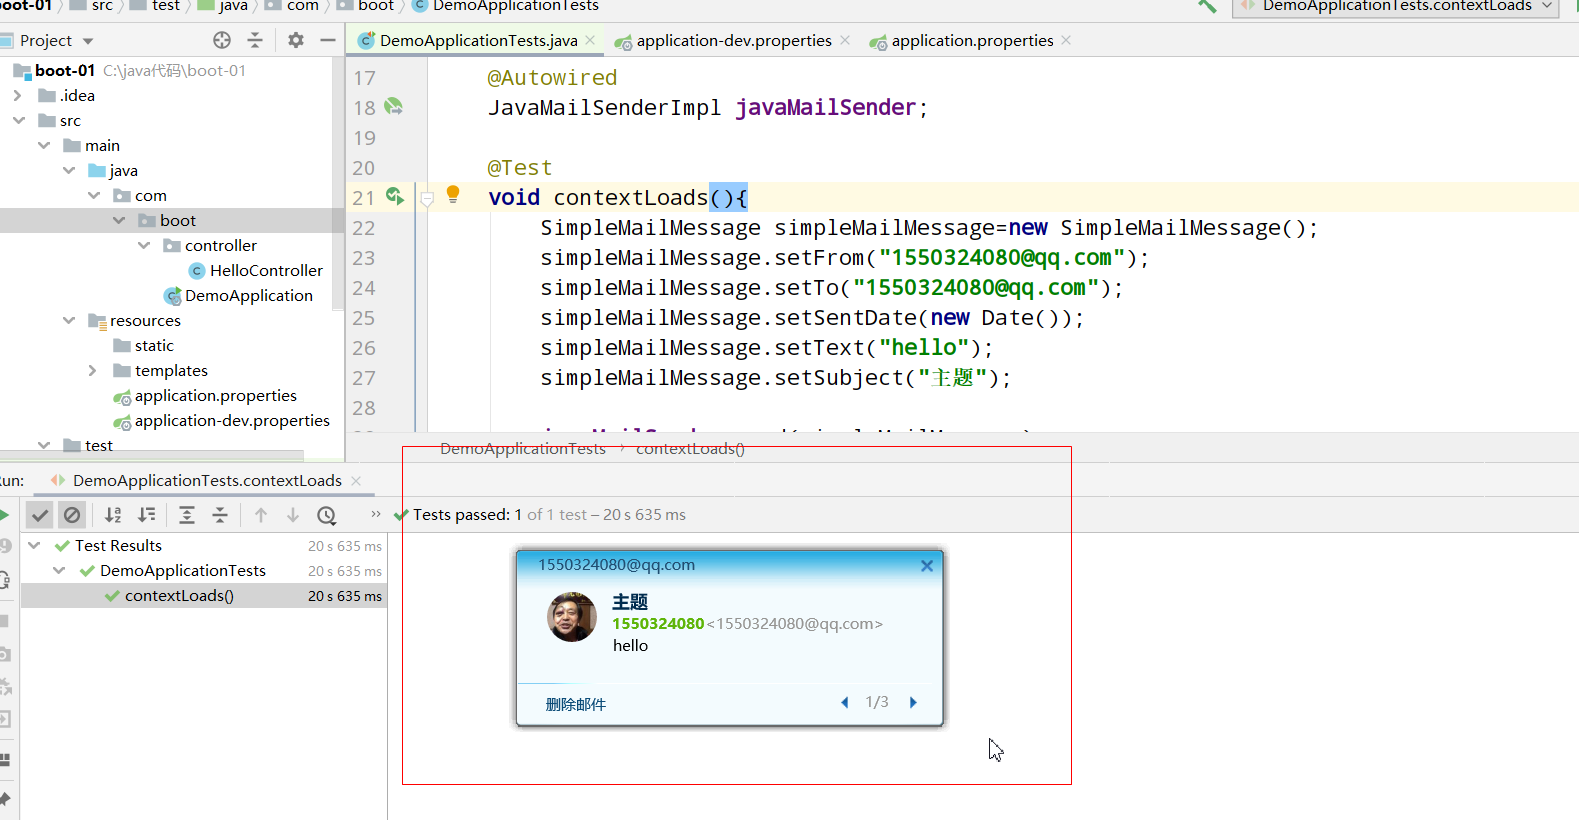 boot-01 src test java com boot DemoApplicationTests
DemoApplicationTests.contextLoads
Project
DemoApplicationTests.java application-dev.properties application.properties
boot-01 C:\java代码\boot-01
.idea
src
main
java
com
boot
controller
HelloController
DemoApplication
resources
static
templates
application.properties
application-dev.properties
test
17 @Autowired
18 JavaMailSenderImpl javaMailSender;
19
20 @Test
21 void contextLoads(){
22 SimpleMailMessage simpleMailMessage=new SimpleMailMessage();
23 simpleMailMessage.setFrom("1550324080@qq.com");
24 simpleMailMessage.setTo("1550324080@qq.com");
25 simpleMailMessage.setSentDate(new Date());
26 simpleMailMessage.setText("hello");
27 simpleMailMessage.setSubject("主题");
28
DemoApplicationTests › contextLoads()
Run: DemoApplicationTests.contextLoads
Tests passed: 1 of 1 test – 20 s 635 ms
Test Results 20 s 635 ms
DemoApplicationTests 20 s 635 ms
contextLoads() 20 s 635 ms
1550324080@qq.com
主题
1550324080<1550324080@qq.com>
hello
删除邮件 1/3